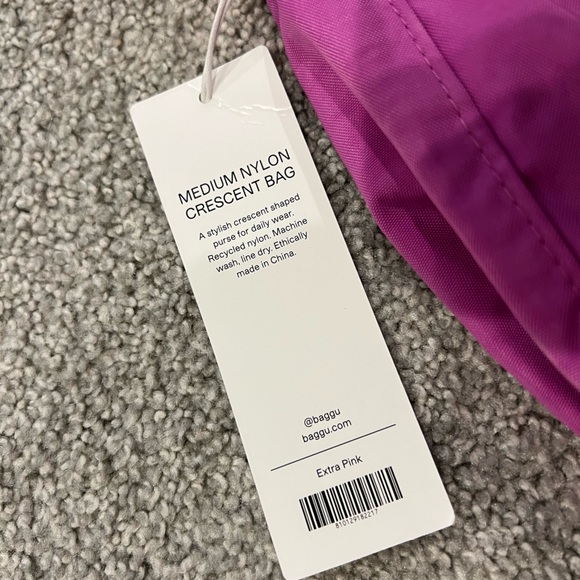 MEDIUM NYLON
CRESCENT BAG
A stylish crescent shaped
purse for daily wear.
Recycled nylon. Machine
wash, line dry. Ethically
made in China.
@baggu
baggu.com
Extra Pink
810129182217